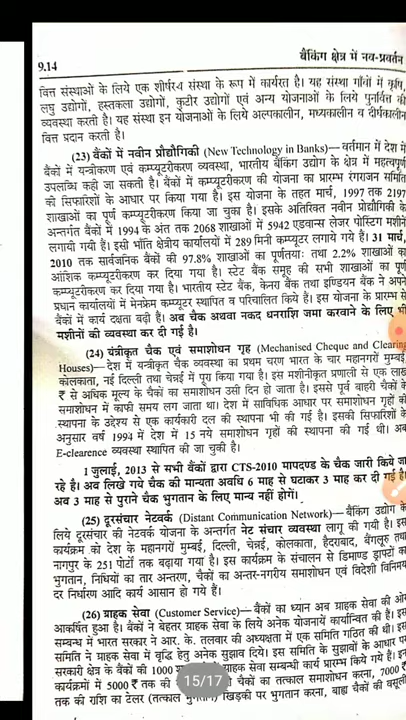 9.14
बैंकिंग क्षेत्र में नव-प्रवर्तन
वित्त संस्थाओं के लिये एक शीर्षस्थ संस्था के रूप में कार्यरत है। यह संस्था गाँवों में कृषि,
लघु उद्योगों, हस्तकला उद्योगों, कुटीर उद्योगों एवं अन्य योजनाओं के लिये पुनर्वित्त की
व्यवस्था करती है। यह संस्था इन योजनाओं के लिये अल्पकालीन, मध्यकालीन व दीर्घकालीन
वित्त प्रदान करती है।
(23) बैंकों में नवीन प्रौद्योगिकी (New Technology in Banks)— वर्तमान में देश में
बैंकों में यन्त्रीकरण एवं कम्प्यूटरीकरण व्यवस्था, भारतीय बैंकिंग उद्योग के क्षेत्र में महत्वपूर्ण
उपलब्धि कही जा सकती है। बैंकों में कम्प्यूटरीकरण की योजना का प्रारम्भ रंगराजन समिति
की सिफारिशों के आधार पर किया गया है। इस योजना के तहत मार्च, 1997 तक 2197
शाखाओं का पूर्ण कम्प्यूटरीकरण किया जा चुका है। इसके अतिरिक्त नवीन प्रौद्योगिकी के
अन्तर्गत बैंकों में 1994 के अंत तक 2068 शाखाओं में 5942 एडवान्स लेजर पोस्टिंग मशीने
लगायी गयी हैं। इसी भाँति क्षेत्रीय कार्यालयों में 289 मिनी कम्प्यूटर लगाये गये हैं। 31 मार्च,
2010 तक सार्वजनिक बैंकों की 97.8% शाखाओं का पूर्णतयाः तथा 2.2% शाखाओं का
आंशिक कम्प्यूटरीकरण कर दिया गया है। स्टेट बैंक समूह की सभी शाखाओं का पूर्ण
कम्प्यूटरीकरण कर दिया गया है। भारतीय स्टेट बैंक, केनरा बैंक तथा इण्डियन बैंक ने अपने
प्रधान कार्यालयों में मेनफ्रेम कम्प्यूटर स्थापित व परिचालित किये हैं। इस योजना के प्रारम्भ से
बैंकों में कार्य दक्षता बढ़ी है। अब चैक अथवा नकद धनराशि जमा करवाने के लिए भी
मशीनों की व्यवस्था कर दी गई है।
(24) यंत्रीकृत चैक एवं समाशोधन गृह (Mechanised Cheque and Clearing
Houses)— देश में यन्त्रीकृत चैक व्यवस्था का प्रथम चरण भारत के चार महानगरों मुम्बई,
कोलकाता, नई दिल्ली तथा चेन्नई में पूरा किया गया है। इस मशीनीकृत प्रणाली से एक लाख
₹ से अधिक मूल्य के चैकों का समाशोधन उसी दिन हो जाता है। इससे पूर्व बाहरी चैकों के
समाशोधन में काफी समय लग जाता था। देश में सांविधिक आधार पर समाशोधन गृहों की
स्थापना के उद्देश्य से एक कार्यकारी दल की स्थापना भी की गई है। इसकी सिफारिशों के
अनुसार वर्ष 1994 में देश में 15 नये समाशोधन गृहों की स्थापना की गई थी। अब
E-clearence व्यवस्था स्थापित की जा चुकी है।
1 जुलाई, 2013 से सभी बैंकों द्वारा CTS-2010 मापदण्ड के चैक जारी किये जा
रहे है। अब लिखे गये चैक की मान्यता अवधि 6 माह से घटाकर 3 माह कर दी गई है।
अब 3 माह से पुराने चैक भुगतान के लिए मान्य नहीं होगें।
(25) दूरसंचार नेटवर्क (Distant Communication Network)— बैंकिंग उद्योग के
लिये दूरसंचार की नेटवर्क योजना के अन्तर्गत नेट संचार व्यवस्था लागू की गयी है। इस
कार्यक्रम को देश के महानगरों मुम्बई, दिल्ली, चेन्नई, कोलकाता, हैदराबाद, बैंगलूरू तथा
नागपुर के 251 पोर्टो तक बढ़ाया गया है। इस कार्यक्रम के संचालन से डिमाण्ड ड्राफ्टों का
भुगतान, निधियों का तार अन्तरण, चैकों का अन्तर-नगरीय समाशोधन एवं विदेशी विनिमय
दर निर्धारण आदि कार्य आसान हो गये हैं।
(26) ग्राहक सेवा (Customer Service)— बैंकों का ध्यान अब ग्राहक सेवा की ओर
आकर्षित हुआ है। बैंकों ने बेहतर ग्राहक सेवा के लिये अनेक योजनायें कार्यान्वित की है। इस
सम्बन्ध में भारत सरकार ने आर. के. तलवार की अध्यक्षता में एक समिति गठित की थी। इस
समिति ने ग्राहक सेवा में वृद्धि हेतु अनेक सुझाव दिये। इस समिति के सुझावों के आधार पर
सरकारी क्षेत्र के बैंकों की 1000 ग्राहक सेवा सम्बन्धी कार्य प्रारम्भ किये गये हैं। इन
कार्यक्रमों में 5000 ₹ तक की चैकों का तत्काल समाशोधन करना, 7000 ₹
तक की राशि का टेलर (तत्काल खिड़की पर भुगतान करना, बाह्य चैकों की वसूली
15/17